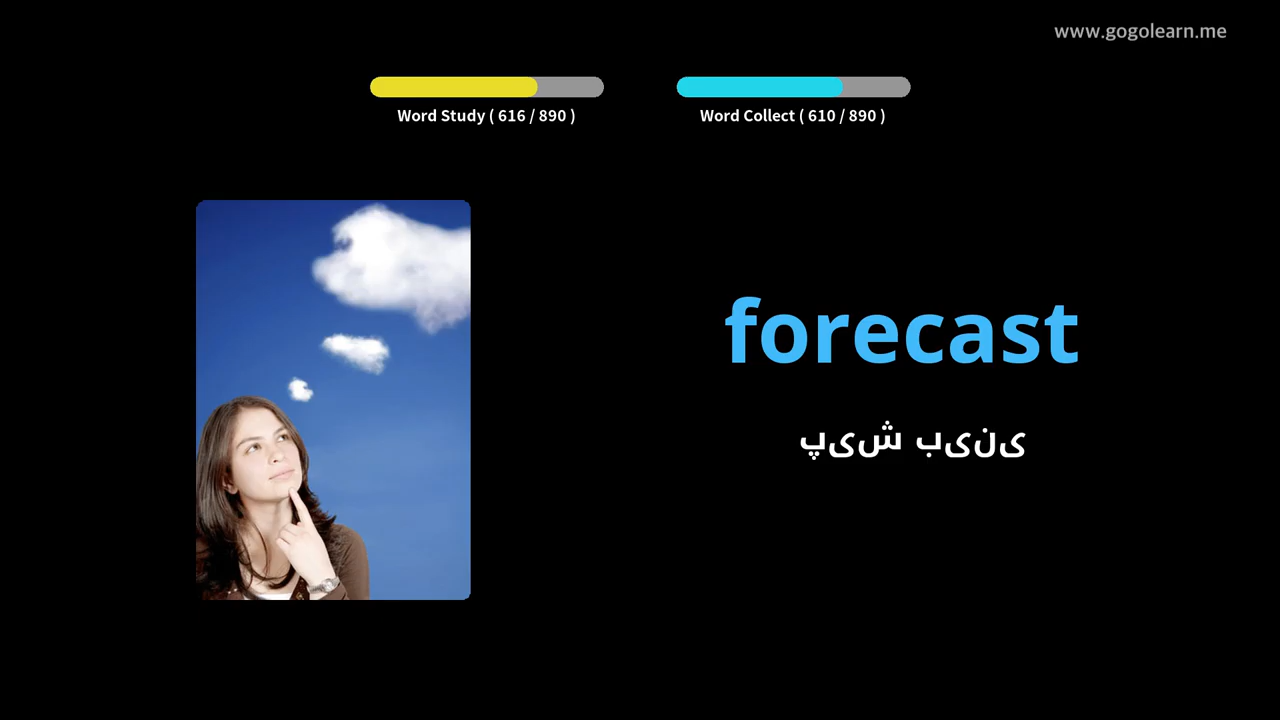 www.gogolearn.me
Word Study ( 616 / 890 )
Word Collect ( 610 / 890 )
forecast
پیش بینی